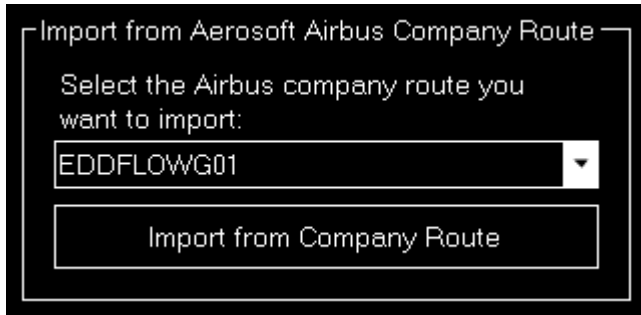 Import from Aerosoft Airbus Company Route
Select the Airbus company route you
want to import:
EDDFLOWG01
Import from Company Route